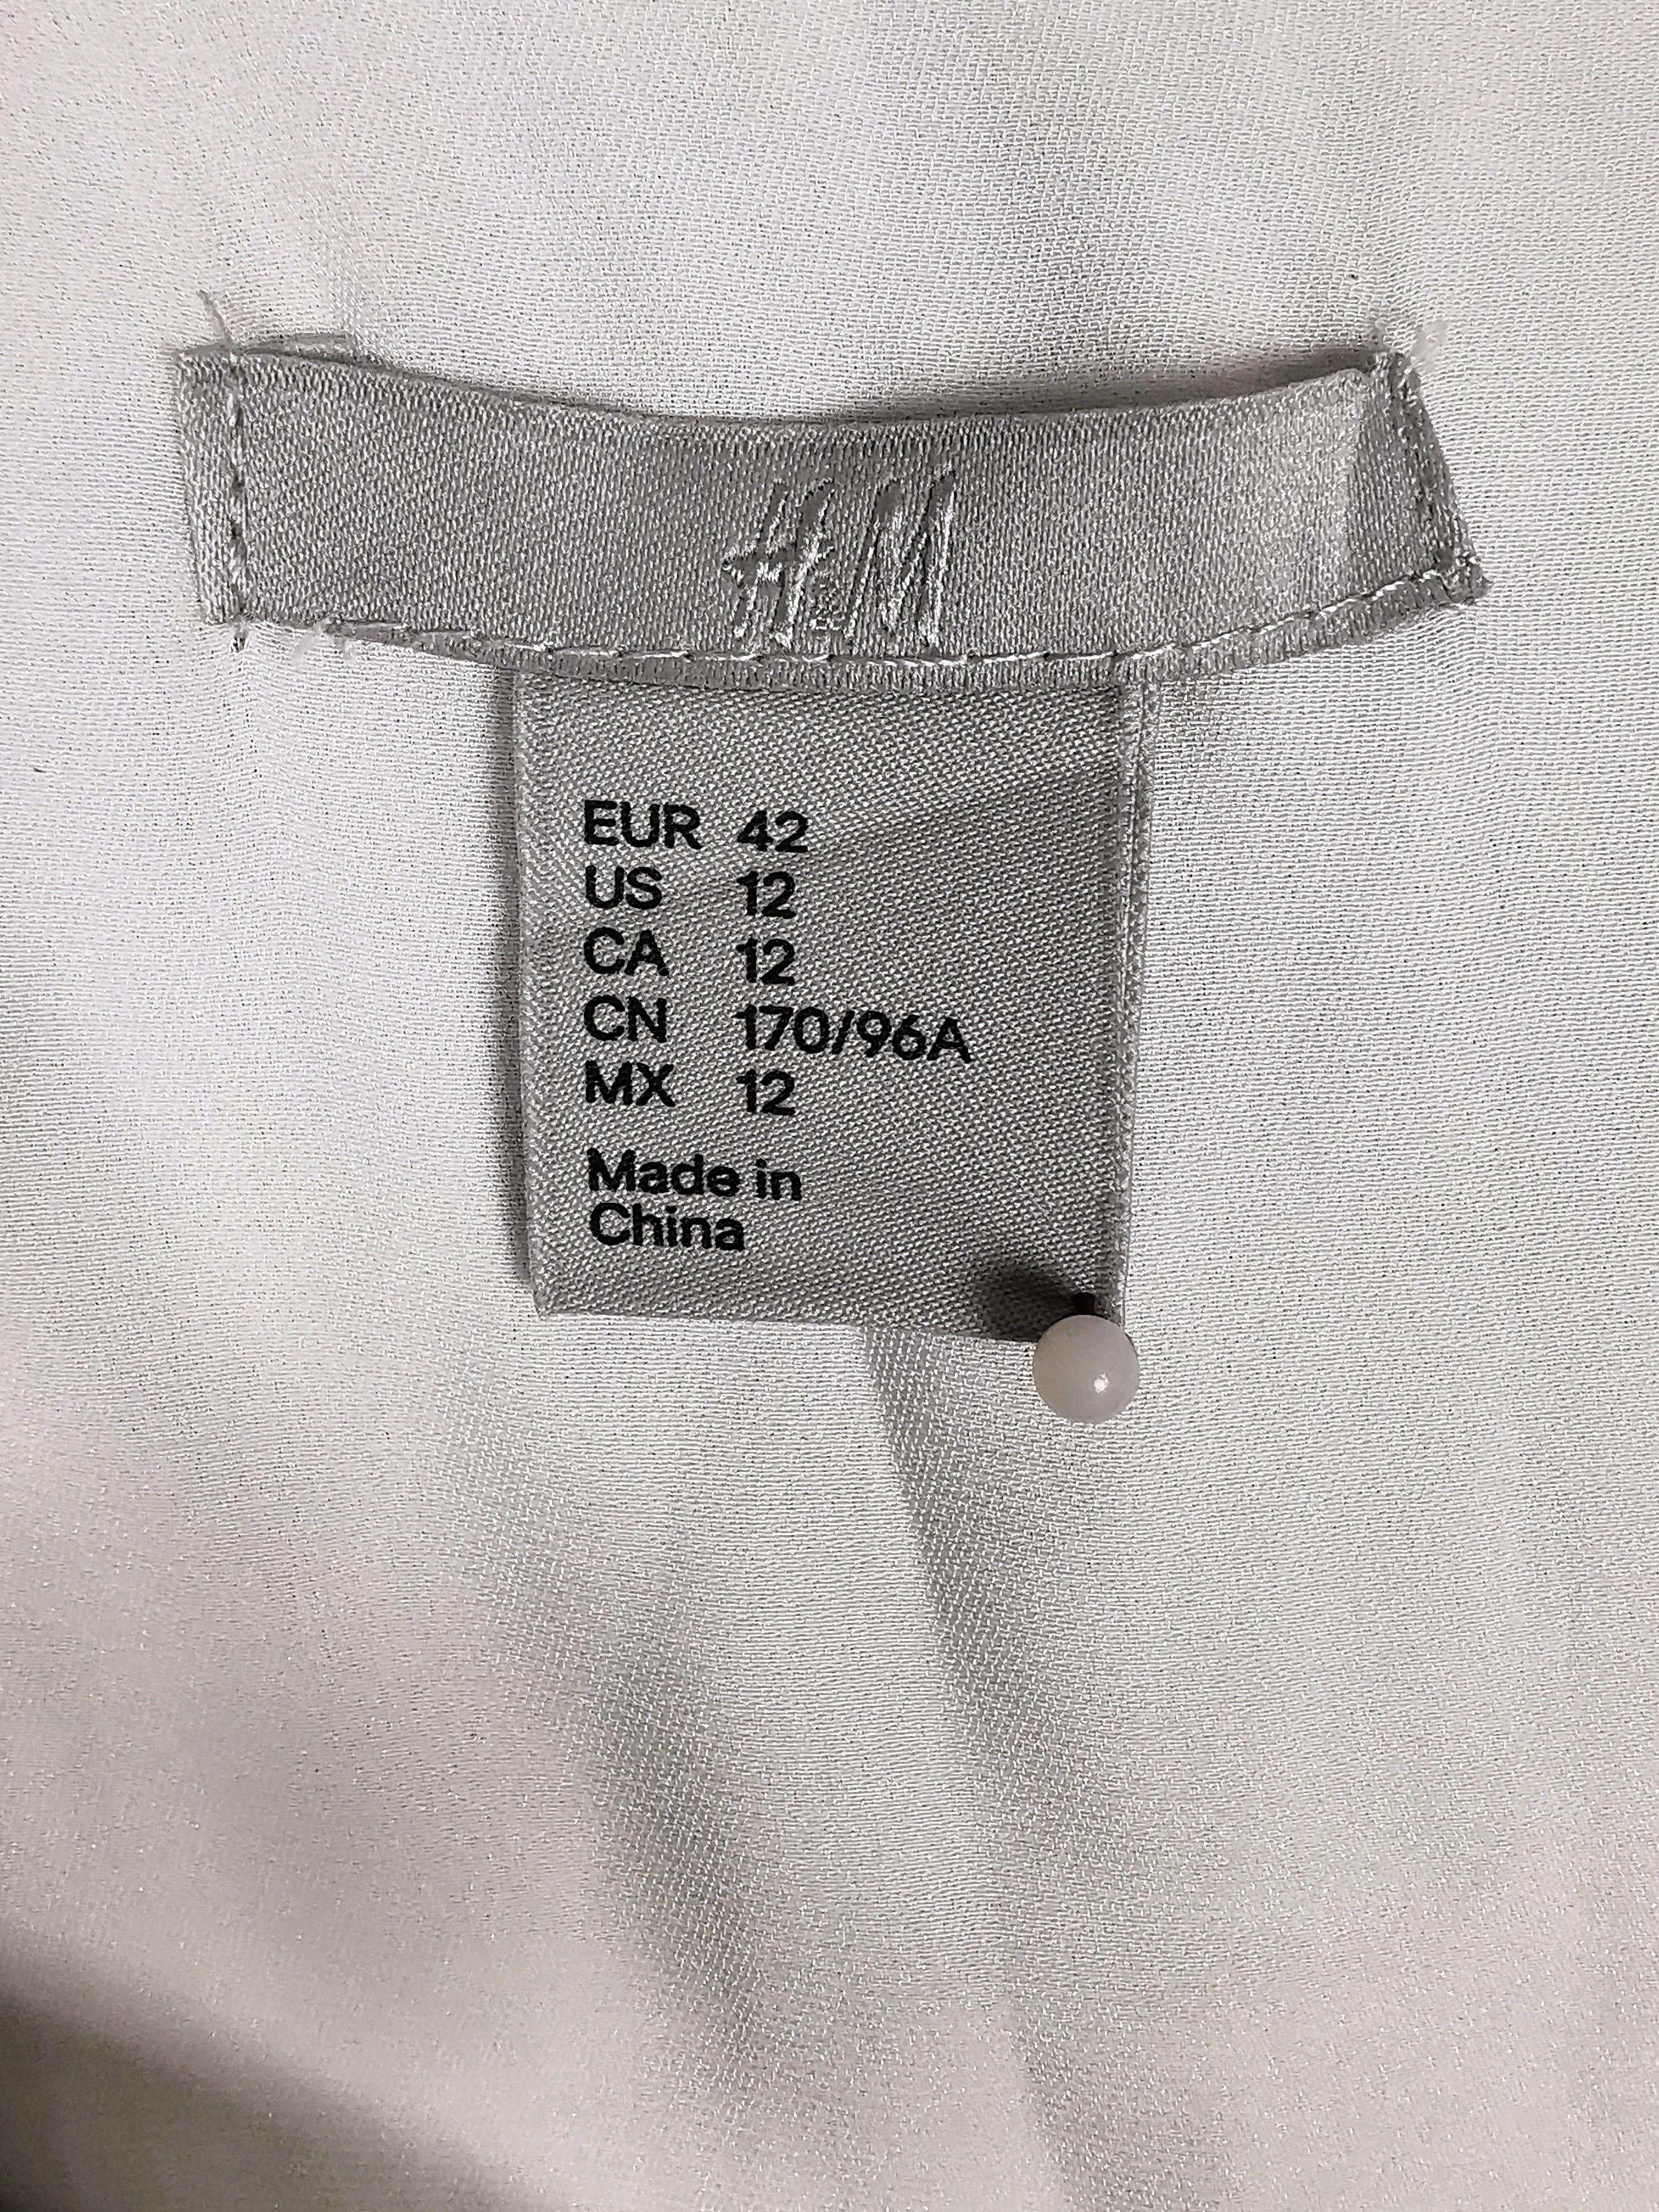 H&M
EUR 42
US 12
CA 12
CN 170/96A
MX 12
Made in
China